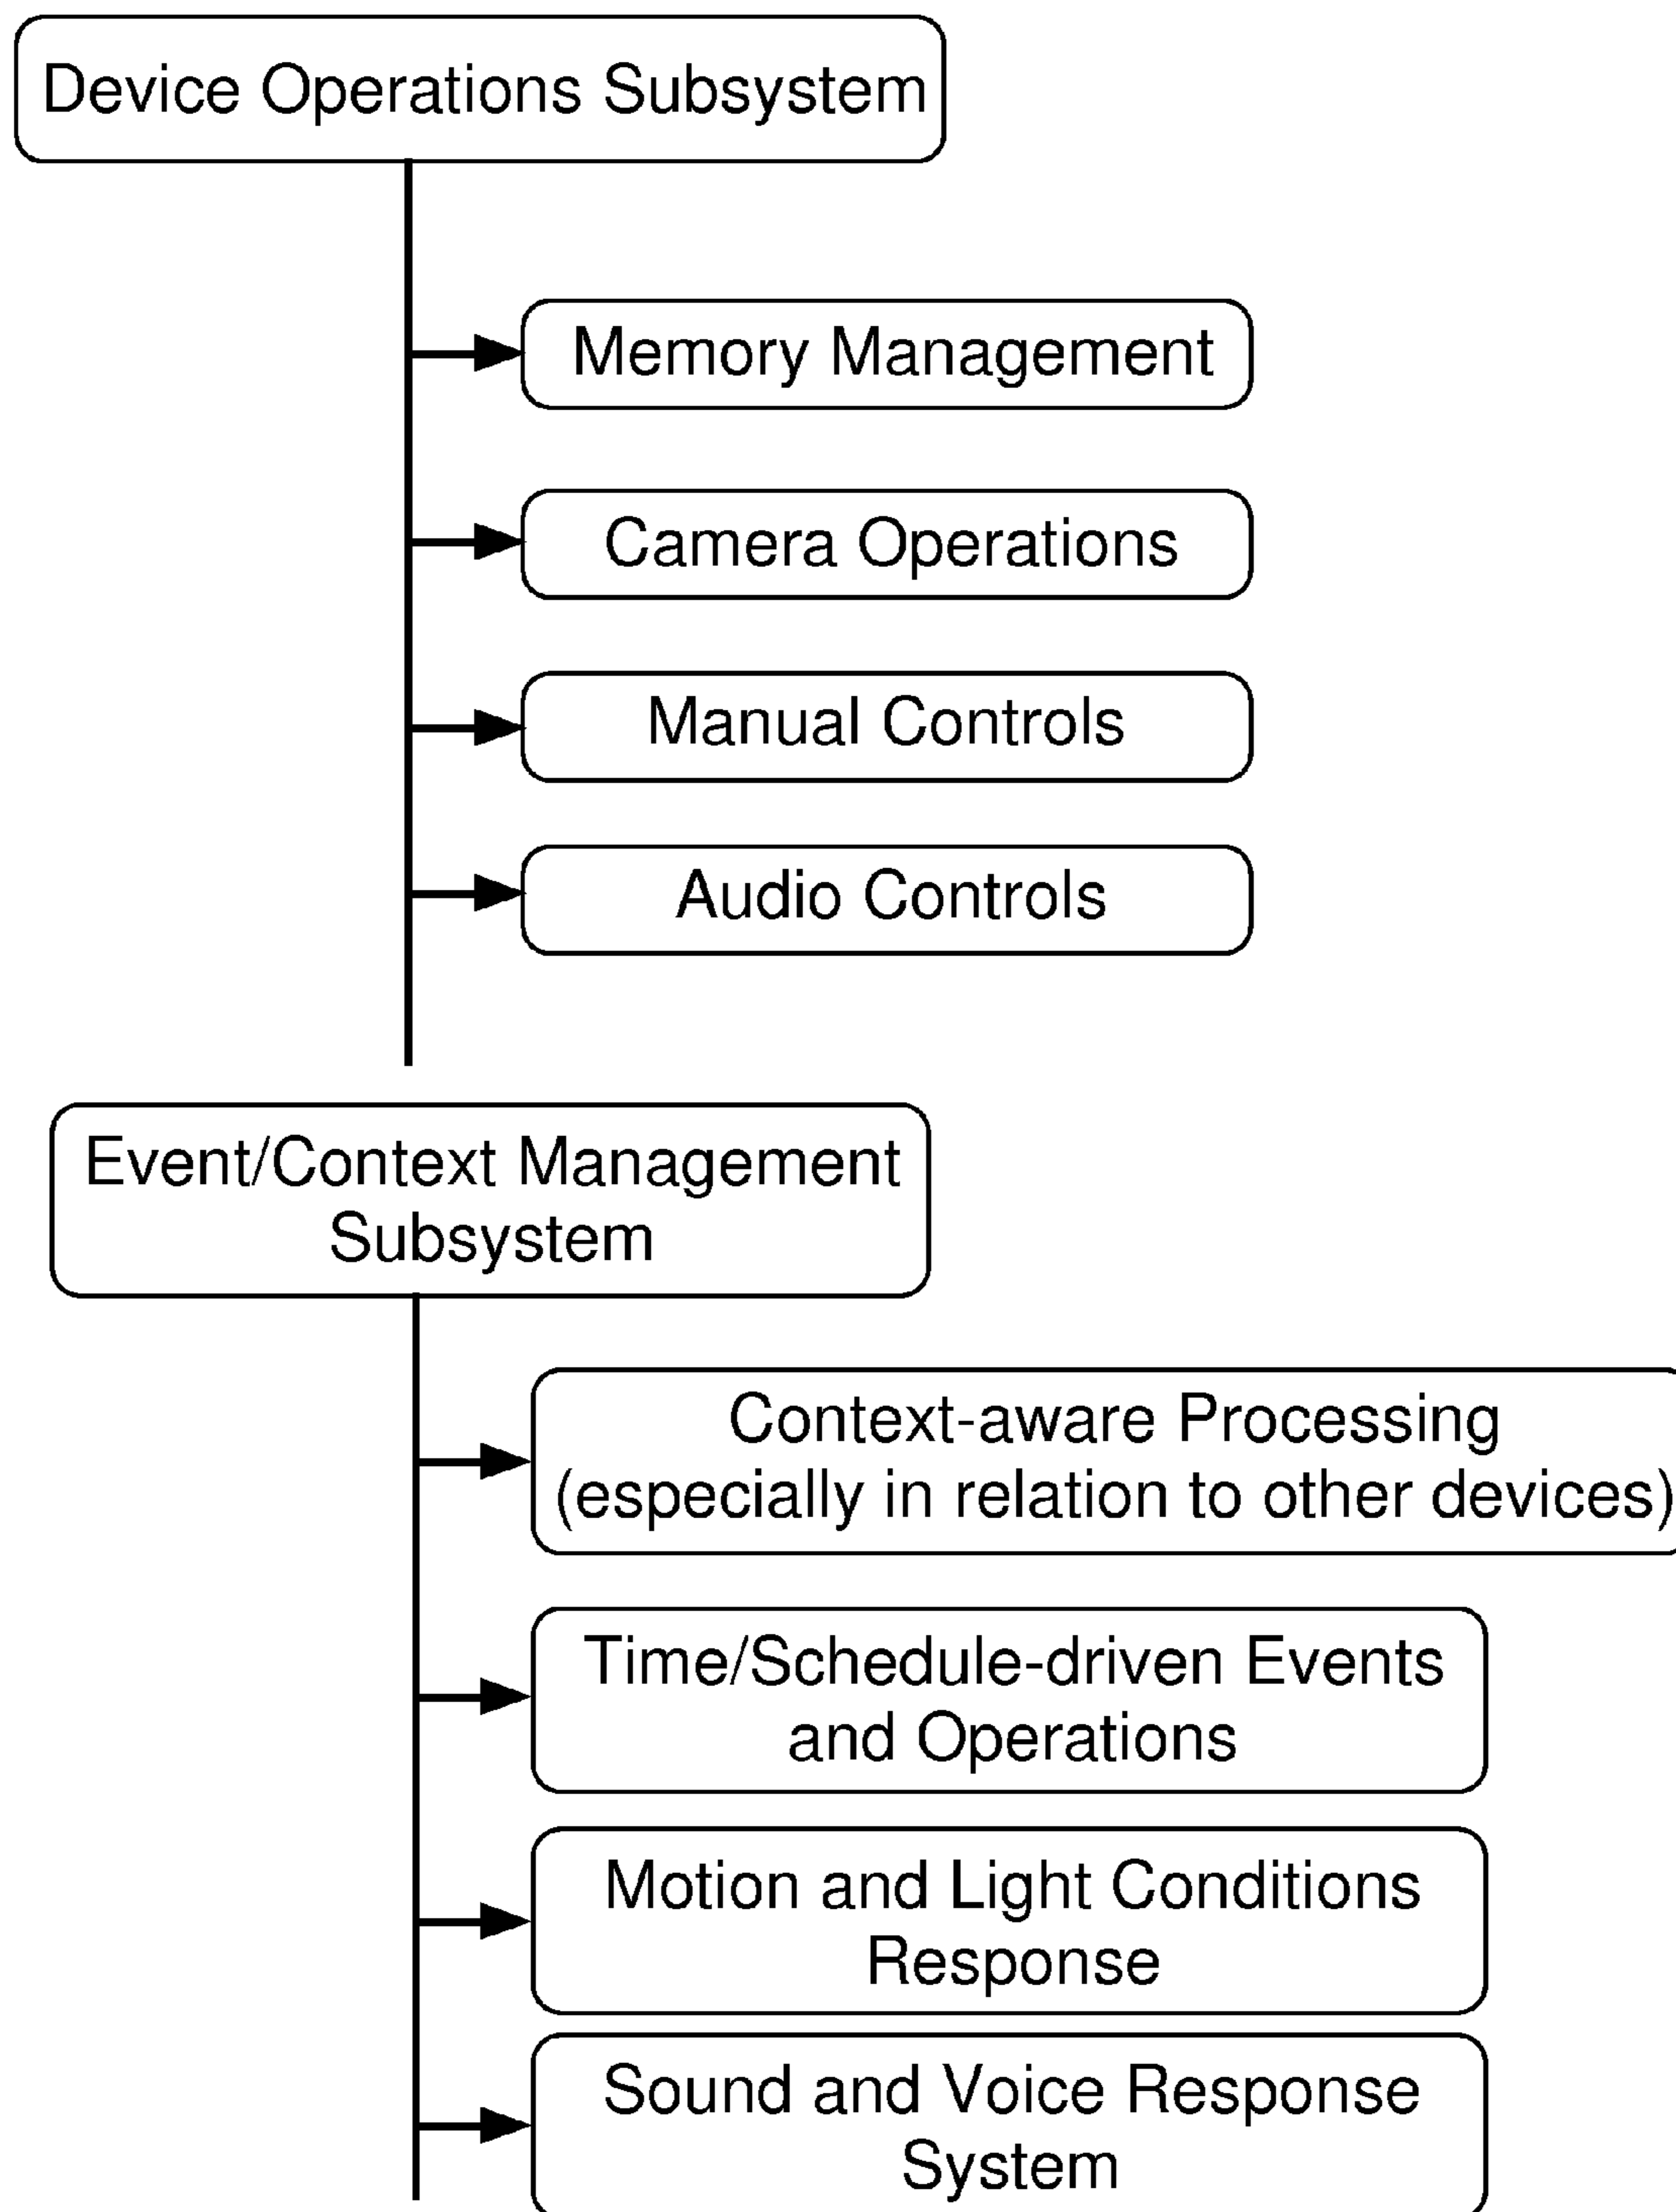 Device Operations Subsystem
Memory Management
Camera Operations
Manual Controls
Audio Controls
Event/Context Management
Subsystem
Context-aware Processing
(especially in relation to other devices)
Time/Schedule-driven Events
and Operations
Motion and Light Conditions
Response
Sound and Voice Response
System